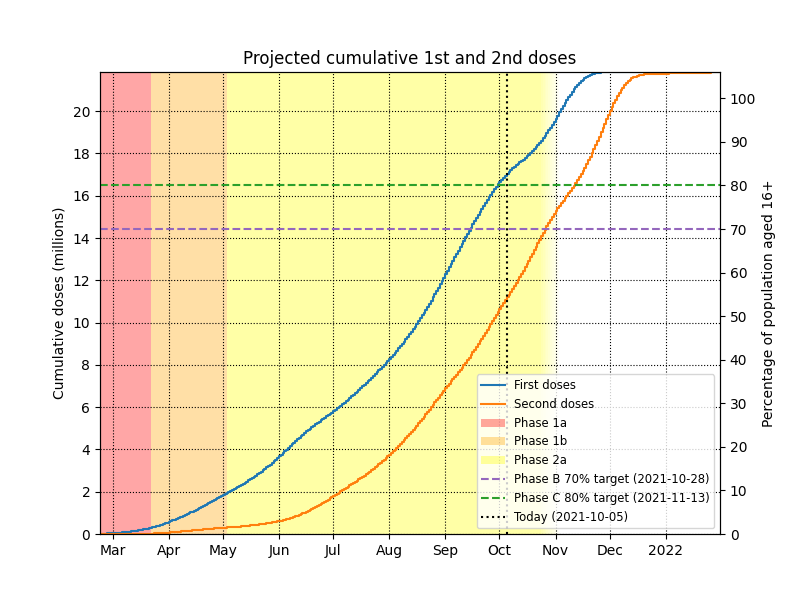 Projected cumulative 1st and 2nd doses
Cumulative doses (millions)
20
18
16
14
12
10
8
6
4
2
0
100
90
80
70
60
50
40
30
20
10
0
Percentage of population aged 16+
First doses
Second doses
Phase 1a
Phase 1b
Phase 2a
Phase B 70% target (2021-10-28)
Phase C 80% target (2021-11-13)
Today (2021-10-05)
Mar Apr May Jun Jul Aug Sep Oct Nov Dec 2022